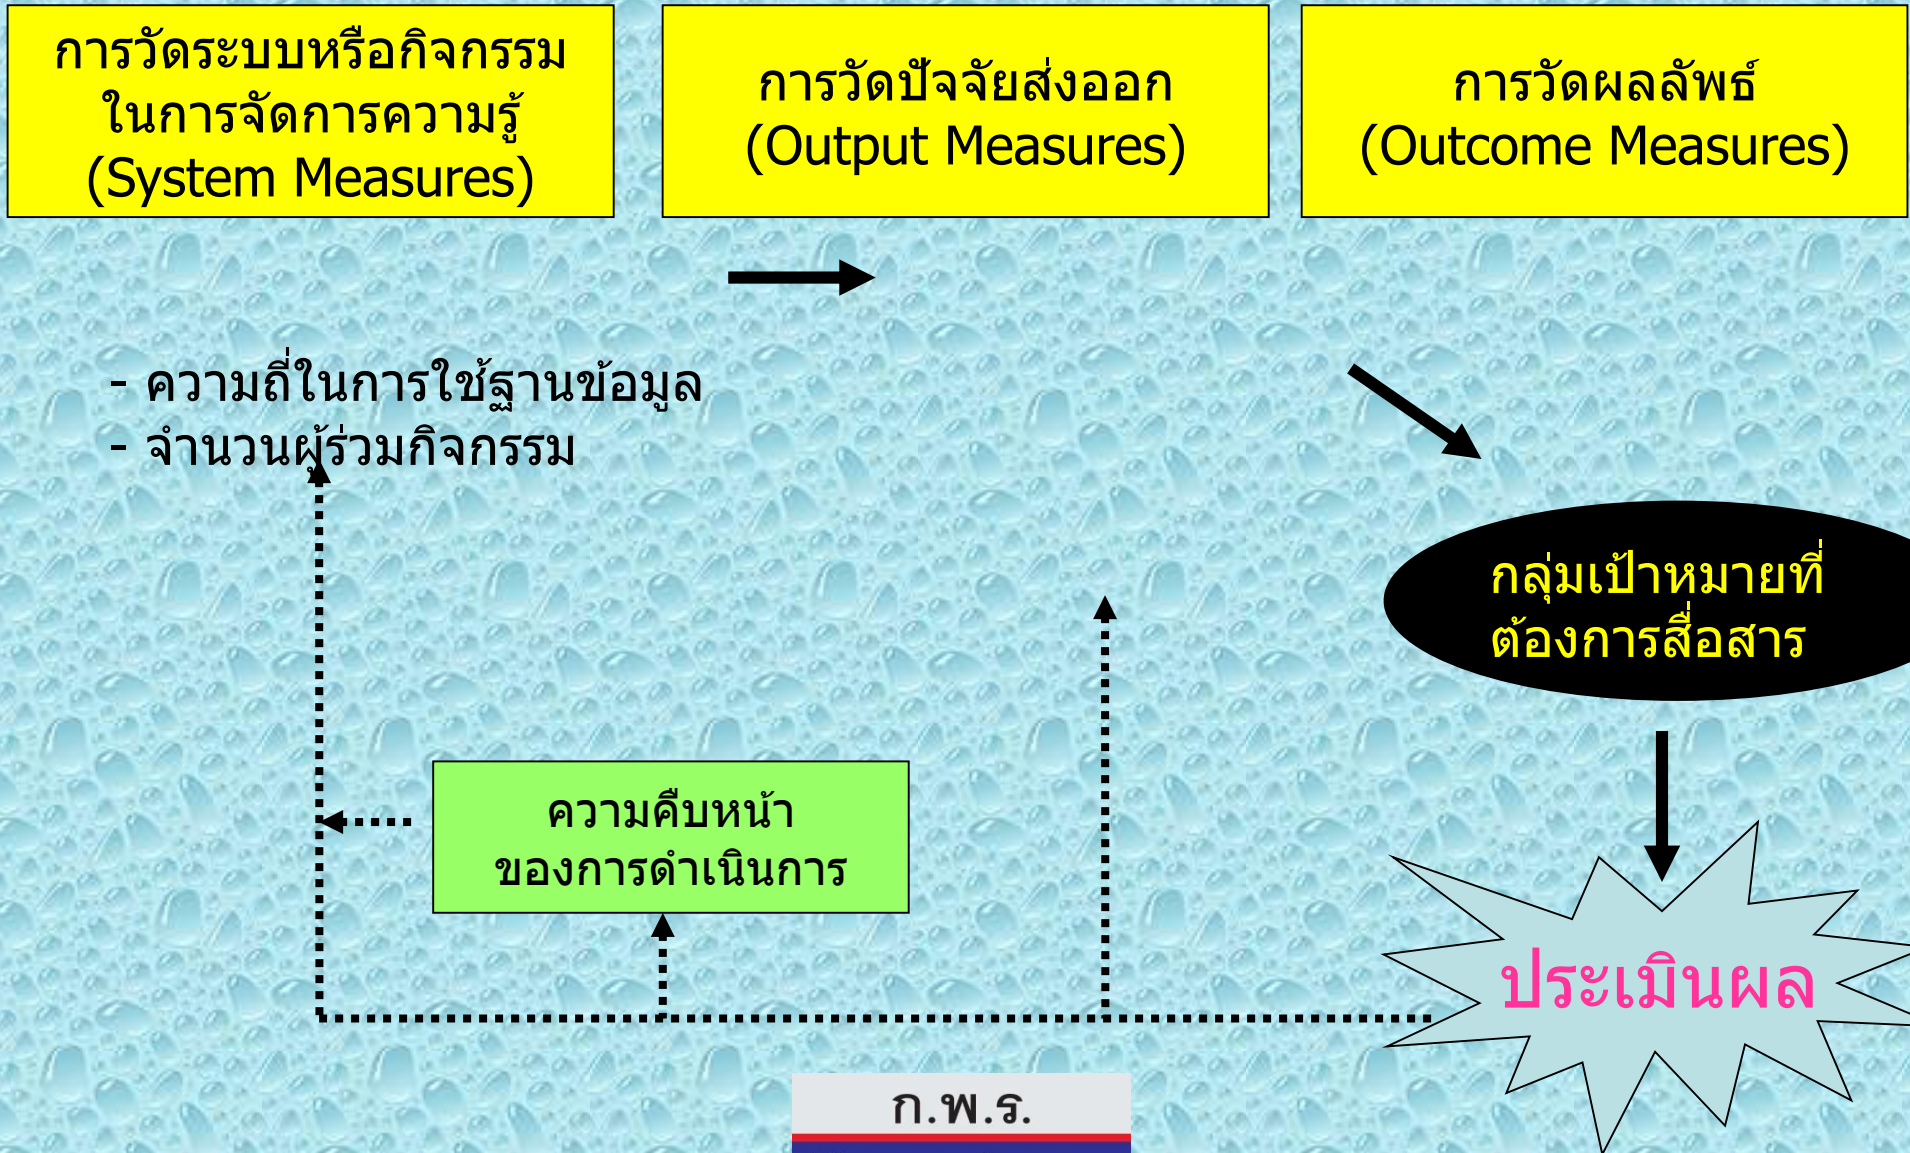 การวัดระบบหรือกิจกรรม
ในการจัดการความรู้
(System Measures)
การวัดปัจจัยส่งออก
(Output Measures)
การวัดผลลัพธ์
(Outcome Measures)
- ความถี่ในการใช้ฐานข้อมูล
- จำนวนผู้ร่วมกิจกรรม
กลุ่มเป้าหมายที่
ต้องการสื่อสาร
ความคืบหน้า
ของการดำเนินการ
ประเมินผล
ก.พ.ร.